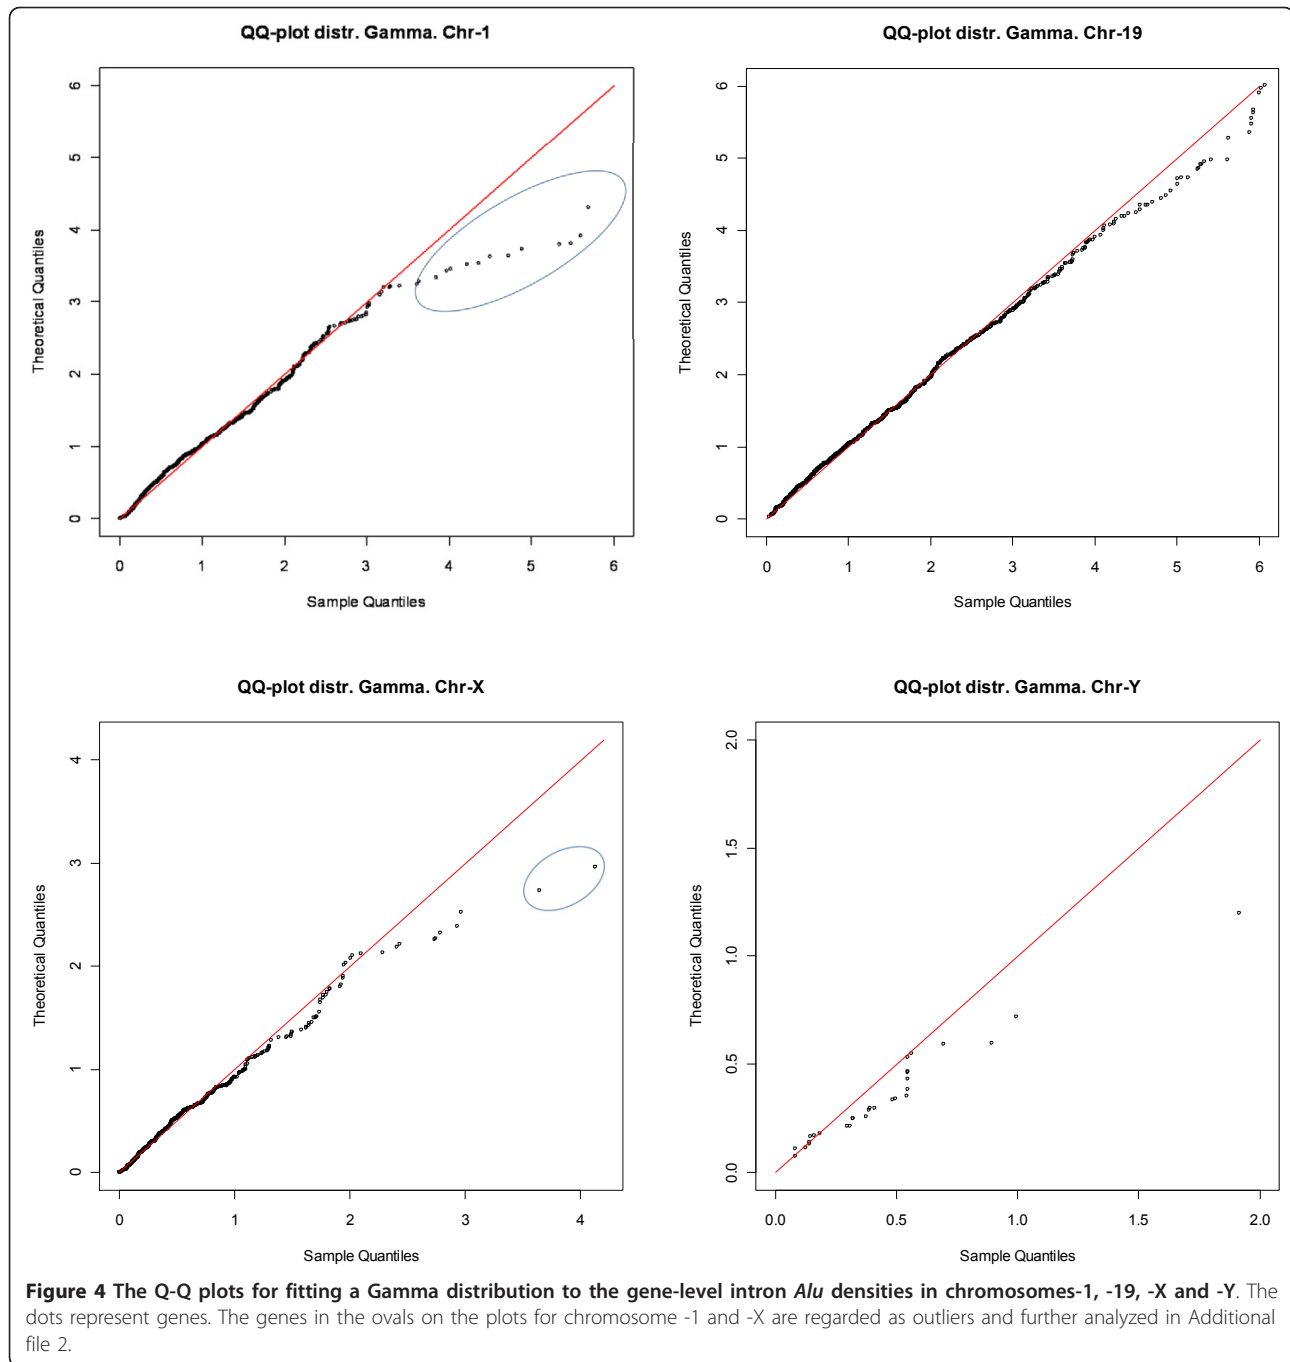 QQ-plot distr. Gamma. Chr-1
Theoretical Quantiles
6
5
4
3
2
1
0
0 1 2 3 4 5 6
Sample Quantiles
QQ-plot distr. Gamma. Chr-19
Theoretical Quantiles
6
5
4
3
2
1
0
0 1 2 3 4 5 6
Sample Quantiles
QQ-plot distr. Gamma. Chr-X
Theoretical Quantiles
4
3
2
1
0
0 1 2 3 4
Sample Quantiles
QQ-plot distr. Gamma. Chr-Y
Theoretical Quantiles
2.0
1.5
1.0
0.5
0.0
0.0 0.5 1.0 1.5 2.0
Sample Quantiles
Figure 4 The Q-Q plots for fitting a Gamma distribution to the gene-level intron Alu densities in chromosomes-1, -19, -X and -Y. The
dots represent genes. The genes in the ovals on the plots for chromosome -1 and -X are regarded as outliers and further analyzed in Additional
file 2.